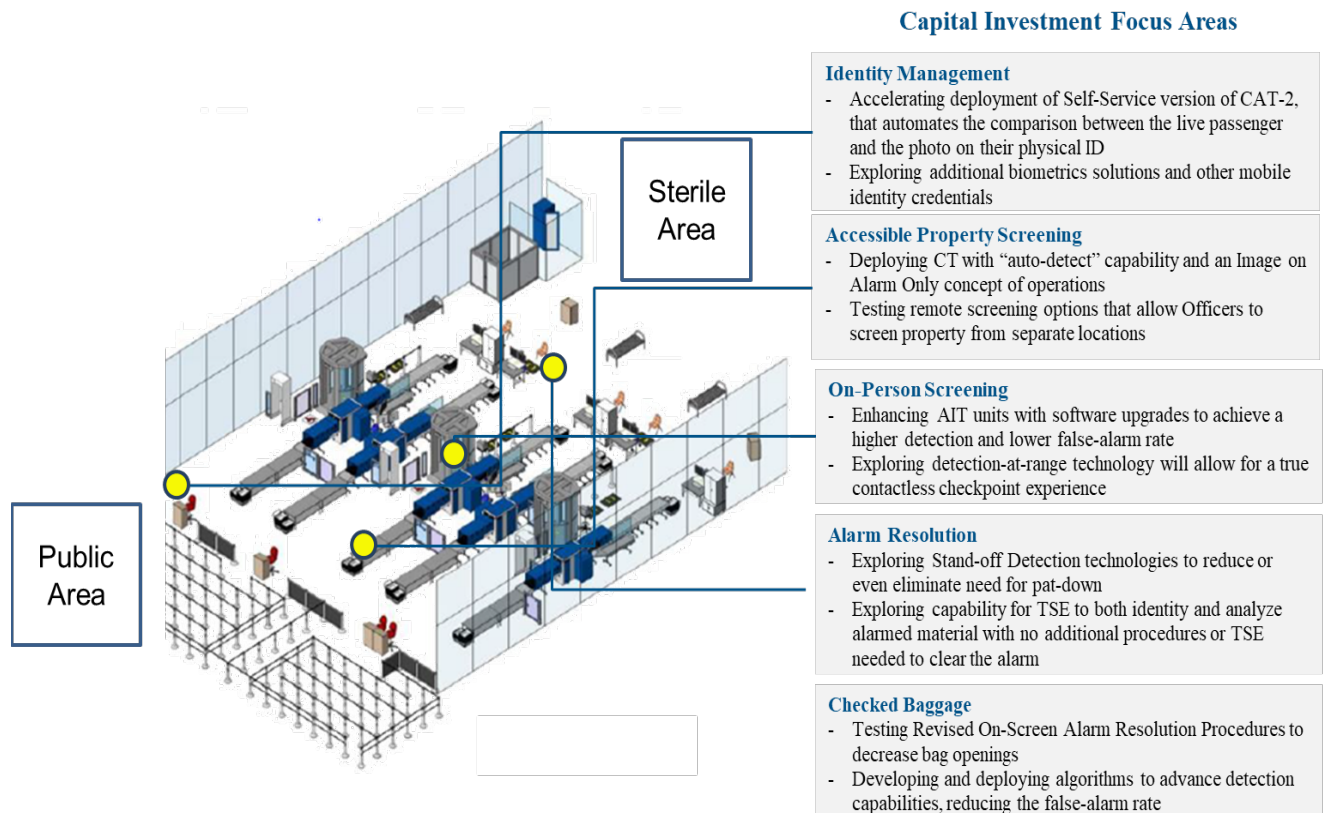 Capital Investment Focus Areas
Identity Management
- Accelerating deployment of Self-Service version of CAT-2,
that automates the comparison between the live passenger
and the photo on their physical ID
- Exploring additional biometrics solutions and other mobile
identity credentials
Sterile
Area
Accessible Property Screening
- Deploying CT with “auto-detect” capability and an Image on
Alarm Only concept of operations
- Testing remote screening options that allow Officers to
screen property from separate locations
On-Person Screening
- Enhancing AIT units with software upgrades to achieve a
higher detection and lower false-alarm rate
- Exploring detection-at-range technology will allow for a true
contactless checkpoint experience
Public
Area
Alarm Resolution
- Exploring Stand-off Detection technologies to reduce or
even eliminate need for pat-down
- Exploring capability for TSE to both identity and analyze
alarmed material with no additional procedures or TSE
needed to clear the alarm
Checked Baggage
- Testing Revised On-Screen Alarm Resolution Procedures to
decrease bag openings
- Developing and deploying algorithms to advance detection
capabilities, reducing the false-alarm rate